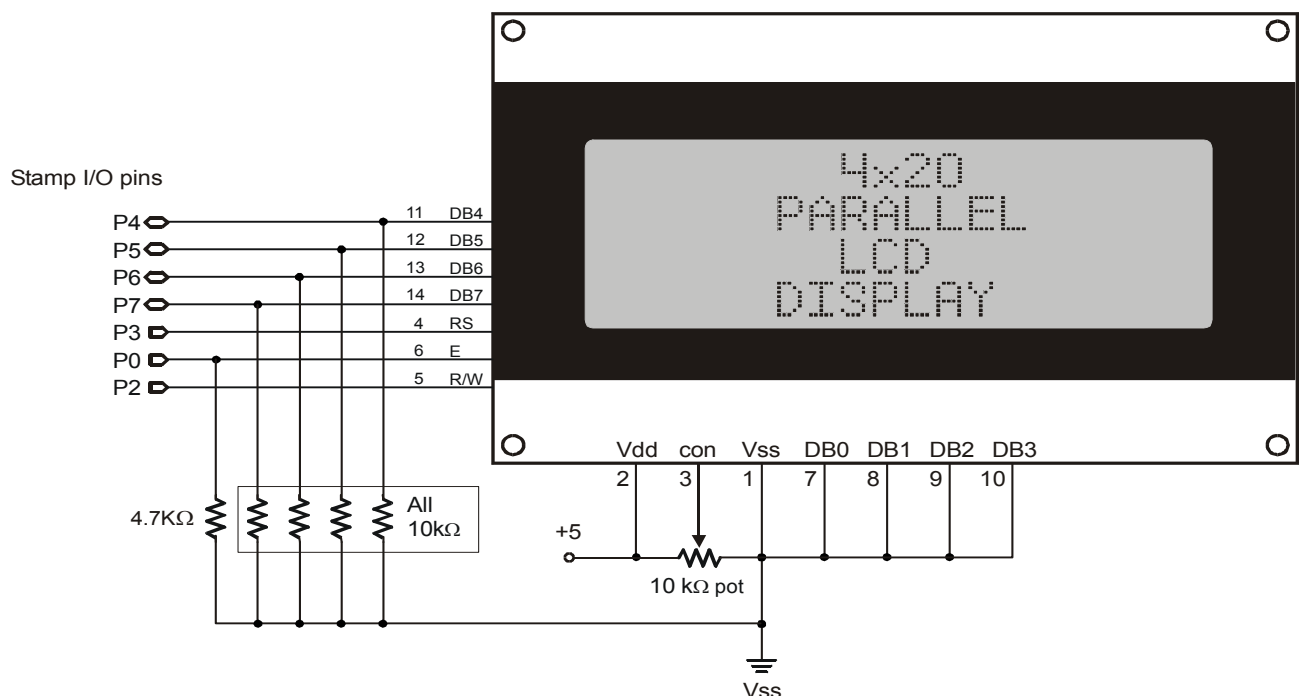 4x20
PARALLEL
LCD
DISPLAY
Stamp I/O pins
P4 11 DB4
P5 12 DB5
P6 13 DB6
P7 14 DB7
P3 4 RS
P0 6 E
P2 5 R/W
Vdd con Vss DB0 DB1 DB2 DB3
2 3 1 7 8 9 10
4.7KΩ
All
10kΩ
+5
10 kΩ pot
Vss